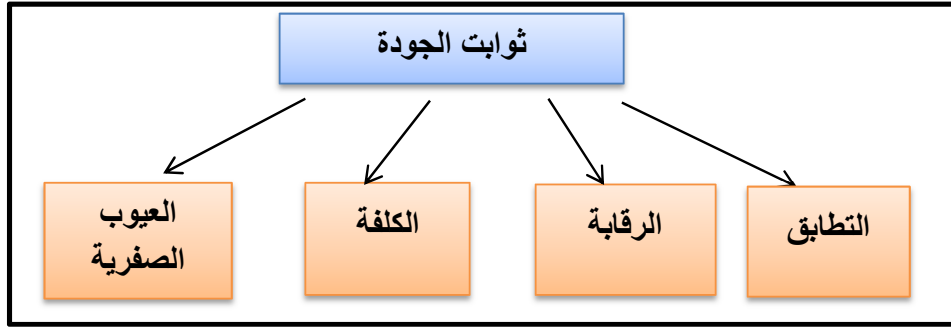 ثوابت الجودة
التطابق
الرقابة
الكلفة
العيوب
الصفرية